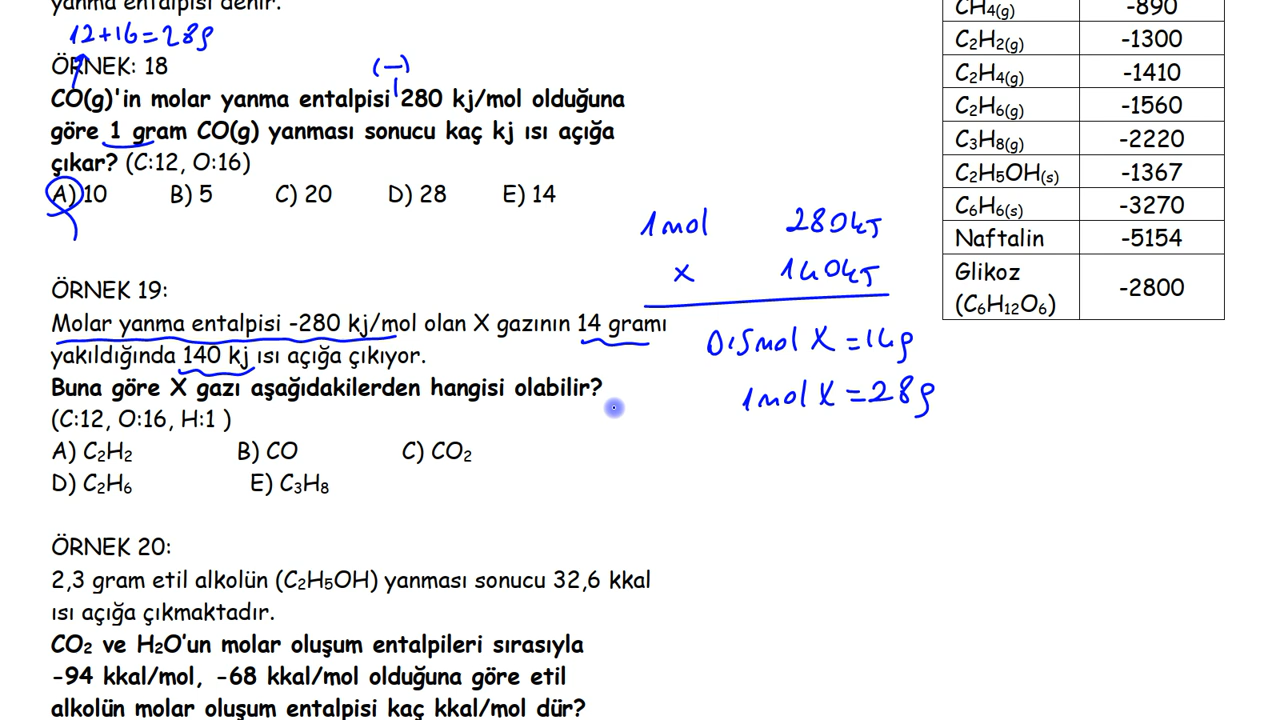 yanma entalpisi denir.
12+16=28g
ÖRNEK: 18
(-)
CO(g)'in molar yanma entalpisi 280 kj/mol olduğuna
göre 1 gram CO(g) yanması sonucu kaç kj ısı açığa
çıkar? (C:12, O:16)
A) 10 B) 5 C) 20 D) 28 E) 14
ÖRNEK 19:
Molar yanma entalpisi -280 kj/mol olan X gazının 14 gramı
yakıldığında 140 kj ısı açığa çıkıyor.
Buna göre X gazı aşağıdakilerden hangisi olabilir?
(C:12, O:16, H:1 )
A) C₂H₂ B) CO C) CO₂
D) C₂H₆ E) C₃H₈
1mol 280kJ
x 140kJ
0,5mol X = 14g
1mol X = 28g
ÖRNEK 20:
2,3 gram etil alkolün (C₂H₅OH) yanması sonucu 32,6 kkal
ısı açığa çıkmaktadır.
CO₂ ve H₂O'un molar oluşum entalpileri sırasıyla
-94 kkal/mol, -68 kkal/mol olduğuna göre etil
alkolün molar oluşum entalpisi kaç kkal/mol dür?
CH₄(g) -890
C₂H₂(g) -1300
C₂H₄(g) -1410
C₂H₆(g) -1560
C₃H₈(g) -2220
C₂H₅OH(s) -1367
C₆H₆(s) -3270
Naftalin -5154
Glikoz
(C₆H₁₂O₆) -2800